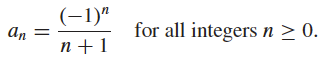 aₙ = (−1)ⁿ / (n + 1) for all integers n ≥ 0.